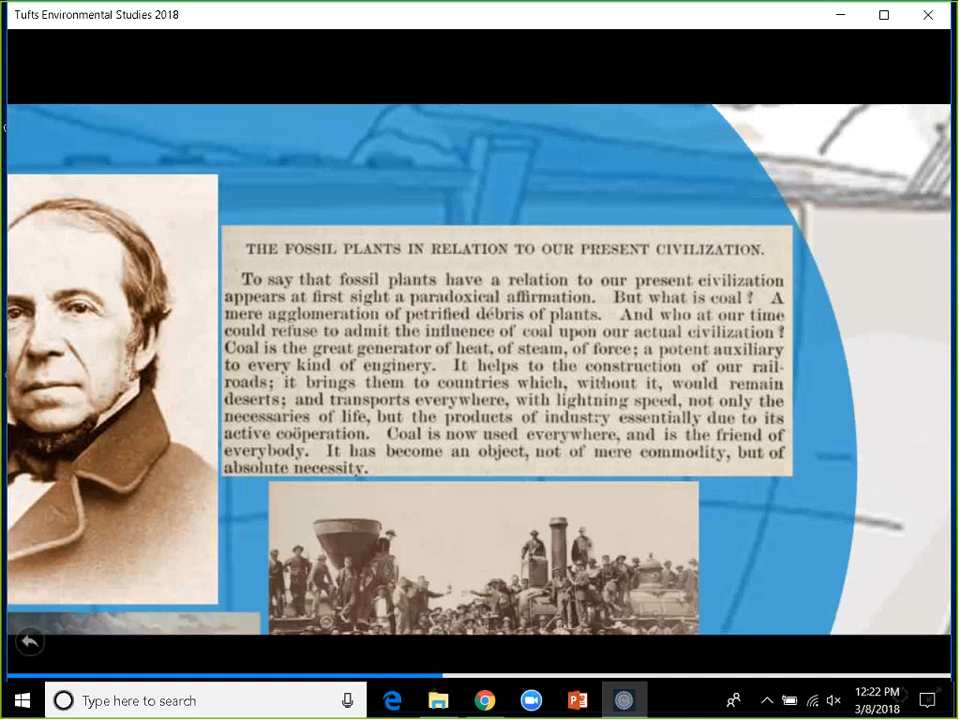 Tufts Environmental Studies 2018
THE FOSSIL PLANTS IN RELATION TO OUR PRESENT CIVILIZATION.
To say that fossil plants have a relation to our present civilization
appears at first sight a paradoxical affirmation. But what is coal? A
mere agglomeration of petrified débris of plants. And who at our time
could refuse to admit the influence of coal upon our actual civilization?
Coal is the great generator of heat, of steam, of force; a potent auxiliary
to every kind of enginery. It helps to the construction of our rail-
roads; it brings them to countries which, without it, would remain
deserts; and transports everywhere, with lightning speed, not only the
necessaries of life, but the products of industry essentially due to its
active coöperation. Coal is now used everywhere, and is the friend of
everybody. It has become an object, not of mere commodity, but of
absolute necessity.
Type here to search
12:22 PM
3/8/2018